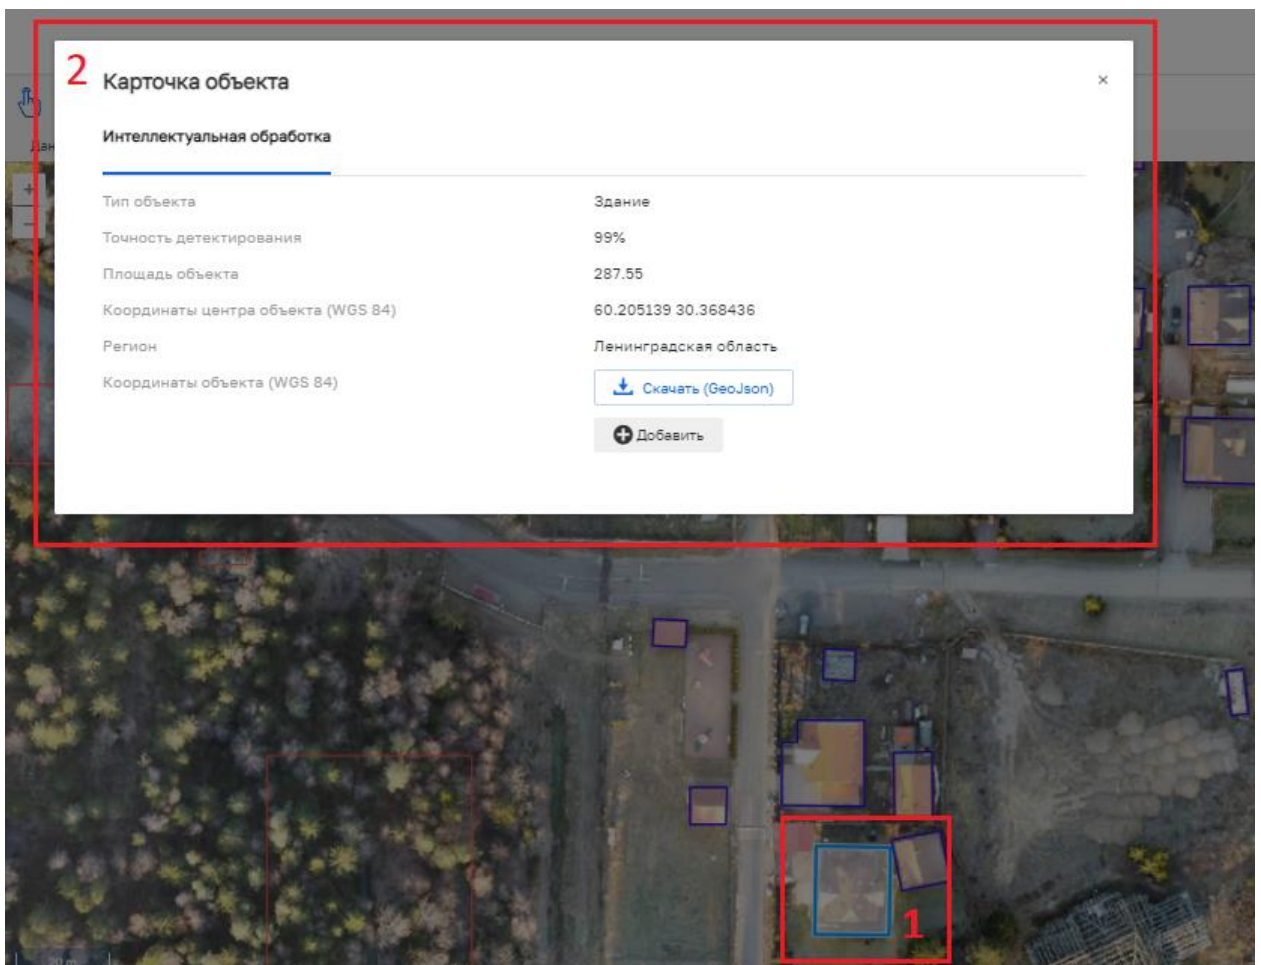 2
Карточка объекта
×
Интеллектуальная обработка
Дан
+
−
Тип объекта Здание
Точность детектирования 99%
Площадь объекта 287.55
Координаты центра объекта (WGS 84) 60.205139 30.368436
Регион Ленинградская область
Координаты объекта (WGS 84) Скачать (GeoJson)
Добавить
1